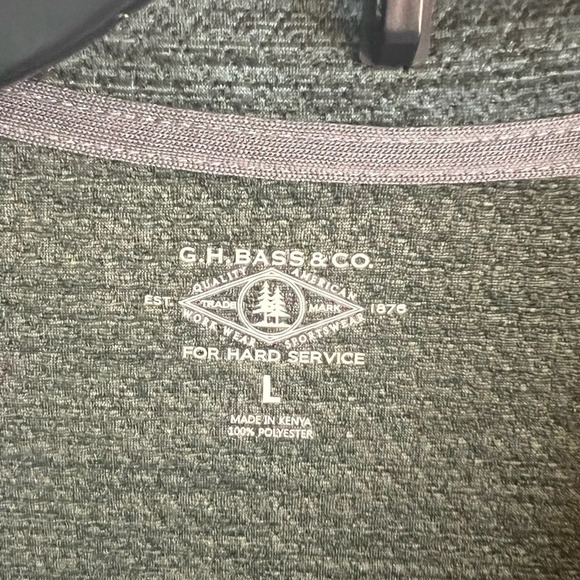 G.H. BASS & CO.
QUALITY AMERICAN
EST. TRADE MARK 1876
WORK WEAR SPORTSWEAR
FOR HARD SERVICE
L
MADE IN KENYA
100% POLYESTER